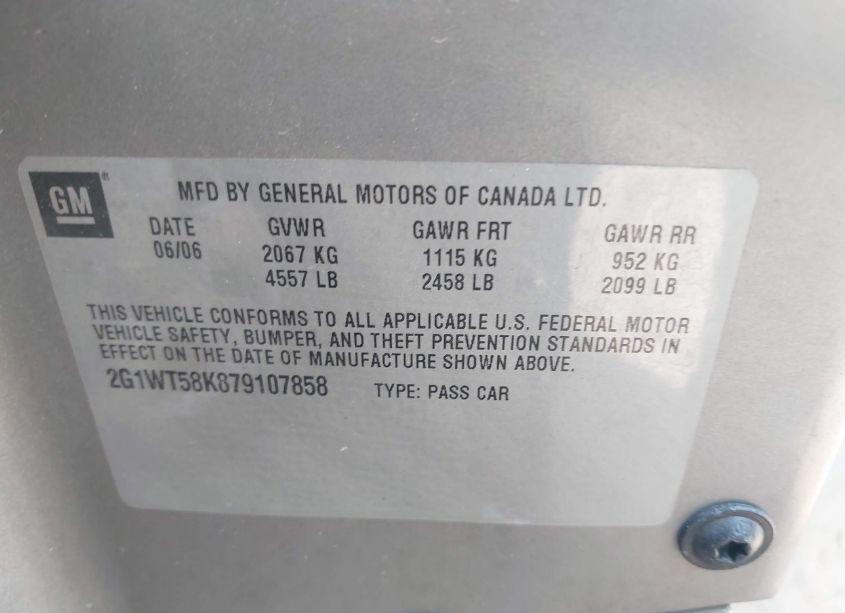 GM®
MFD BY GENERAL MOTORS OF CANADA LTD.
DATE GVWR GAWR FRT GAWR RR
06/06 2067 KG 1115 KG 952 KG
4557 LB 2458 LB 2099 LB
THIS VEHICLE CONFORMS TO ALL APPLICABLE U.S. FEDERAL MOTOR
VEHICLE SAFETY, BUMPER, AND THEFT PREVENTION STANDARDS IN
EFFECT ON THE DATE OF MANUFACTURE SHOWN ABOVE.
2G1WT58K879107858 TYPE: PASS CAR